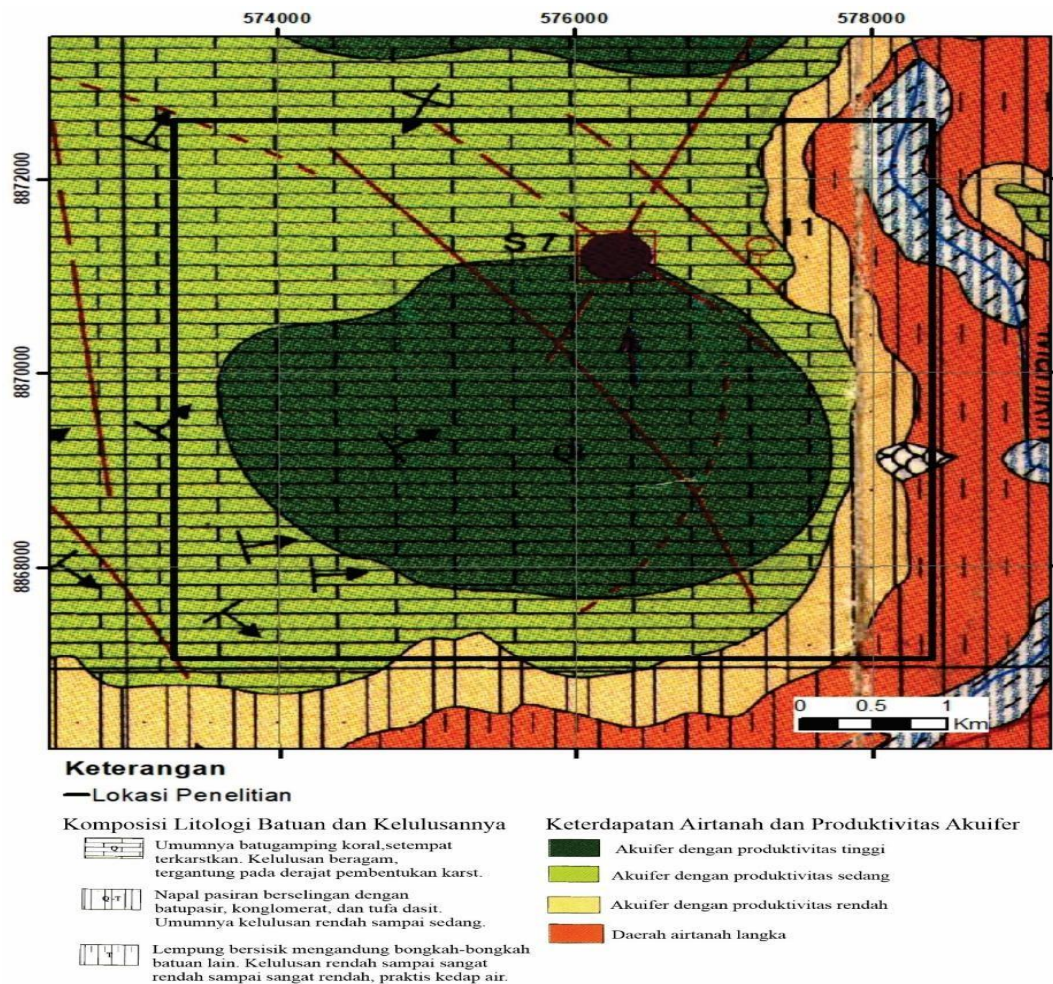 574000 576000 578000
8872000
8870000
8868000
S 7
11
Q
0 0.5 1
Km
Keterangan
Lokasi Penelitian
Komposisi Litologi Batuan dan Kelulusannya
Q
Umumnya batugamping koral,setempat
terkarstkan. Kelulusan beragam,
tergantung pada derajat pembentukan karst.
Q-T
Napal pasiran berselingan dengan
batupasir, konglomerat, dan tufa dasit.
Umumnya kelulusan rendah sampai sedang.
T
Lempung bersisik mengandung bongkah-bongkah
batuan lain. Kelulusan rendah sampai sangat
rendah sampai sangat rendah, praktis kedap air.
Keterdapatan Airtanah dan Produktivitas Akuifer
Akuifer dengan produktivitas tinggi
Akuifer dengan produktivitas sedang
Akuifer dengan produktivitas rendah
Daerah airtanah langka